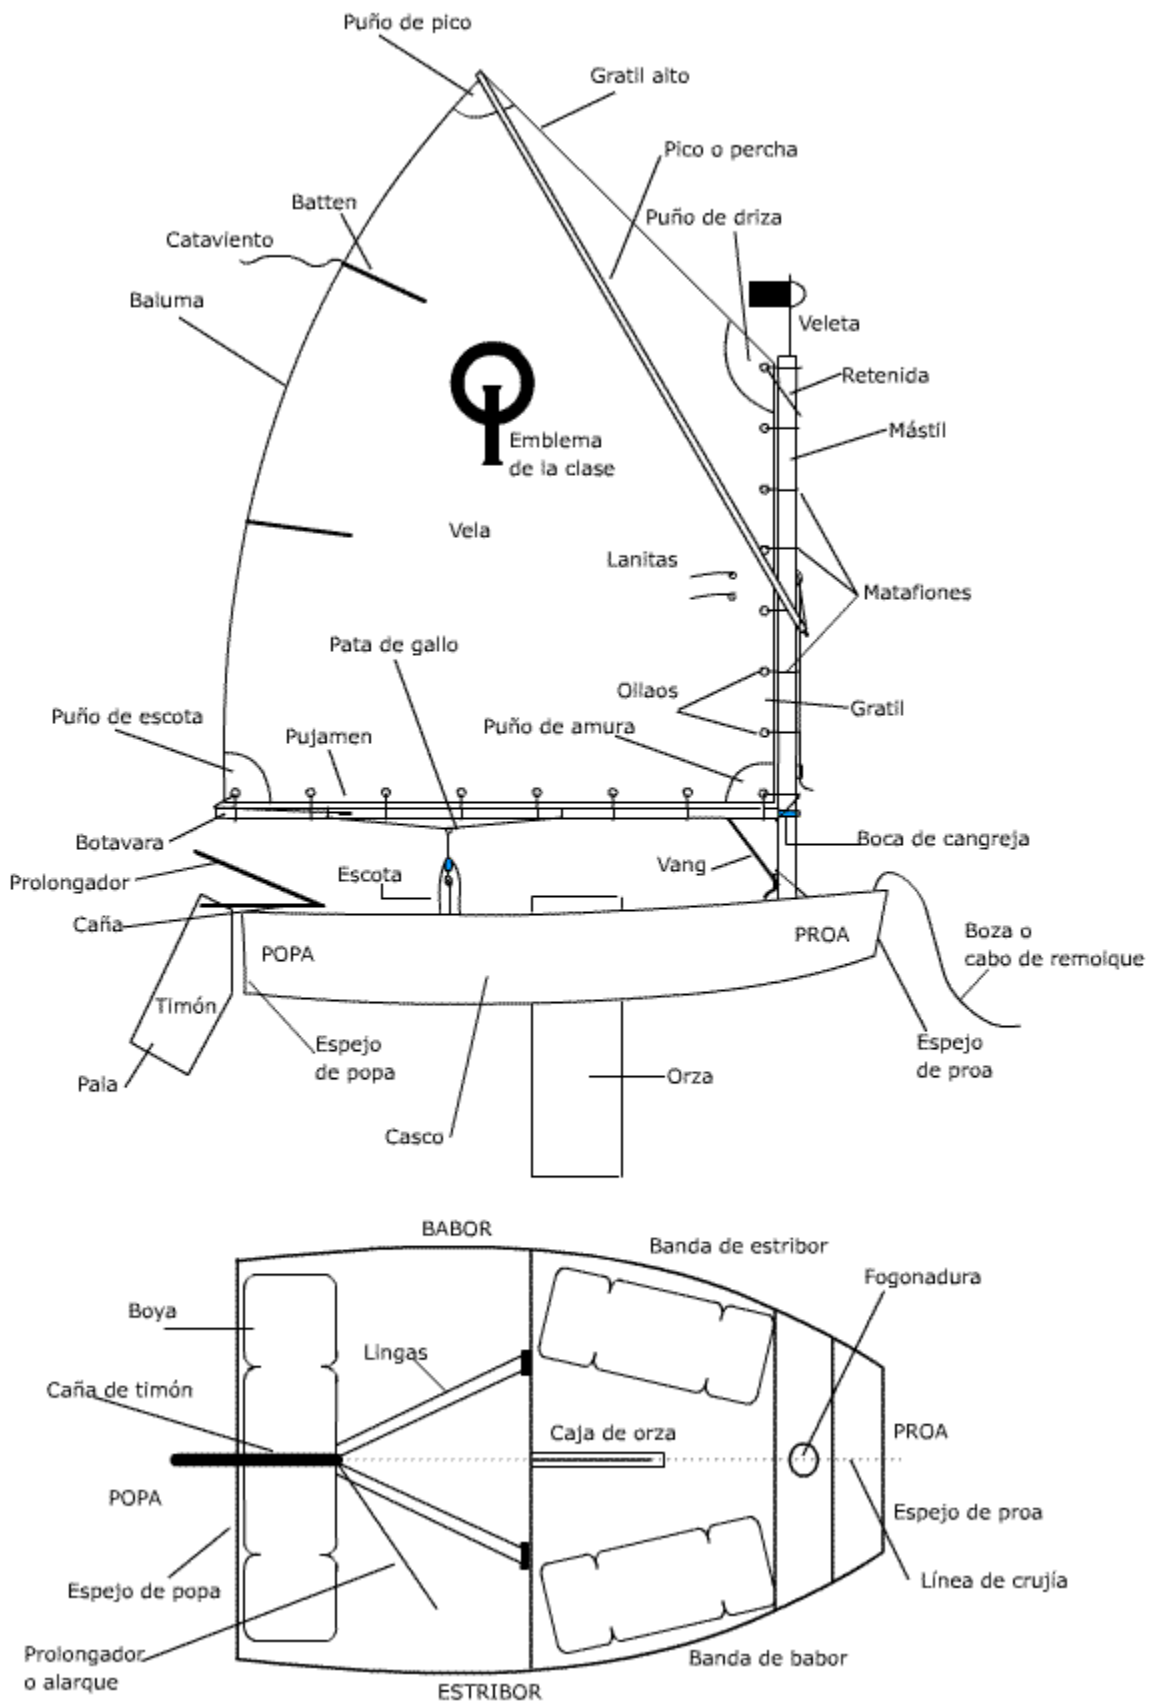 Puño de pico
Gratil alto
Pico o percha
Batten
Puño de driza
Cataviento
Baluma
Veleta
Retenida
Mástil
Emblema
de la clase
Vela
Lanitas
Matafiones
Pata de gallo
Ollaos
Gratil
Puño de escota
Puño de amura
Pujamen
Botavara
Boca de cangreja
Vang
Escota
Prolongador
Caña
PROA
Boza o
cabo de remolque
POPA
Timón
Espejo
de popa
Espejo
de proa
Pala
Orza
Casco
BABOR
Banda de estribor
Fogonadura
Boya
Lingas
Caña de timón
Caja de orza
PROA
POPA
Espejo de proa
Línea de crujía
Espejo de popa
Prolongador
o alarque
Banda de babor
ESTRIBOR